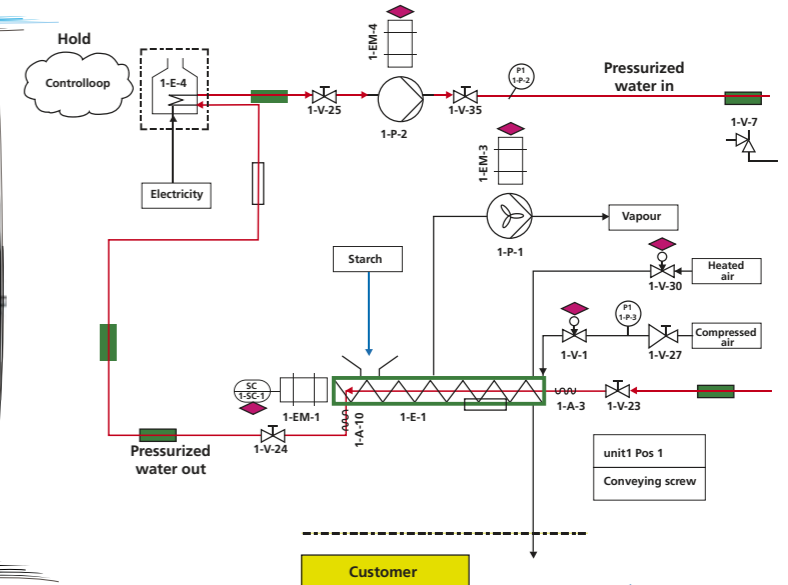 Hold
Controlloop
1-E-4
Electricity
1-V-25
1-EM-4
1-P-2
1-V-35
P1
1-P-2
Pressurized
water in
1-V-7
1-EM-3
1-P-1
Vapour
Starch
1-V-30
Heated
air
P1
1-P-3
1-V-1
1-V-27
Compressed
air
SC
1-SC-1
1-EM-1
1-A-10
1-E-1
1-A-3
1-V-23
Pressurized
water out
1-V-24
unit1 Pos 1
Conveying screw
Customer